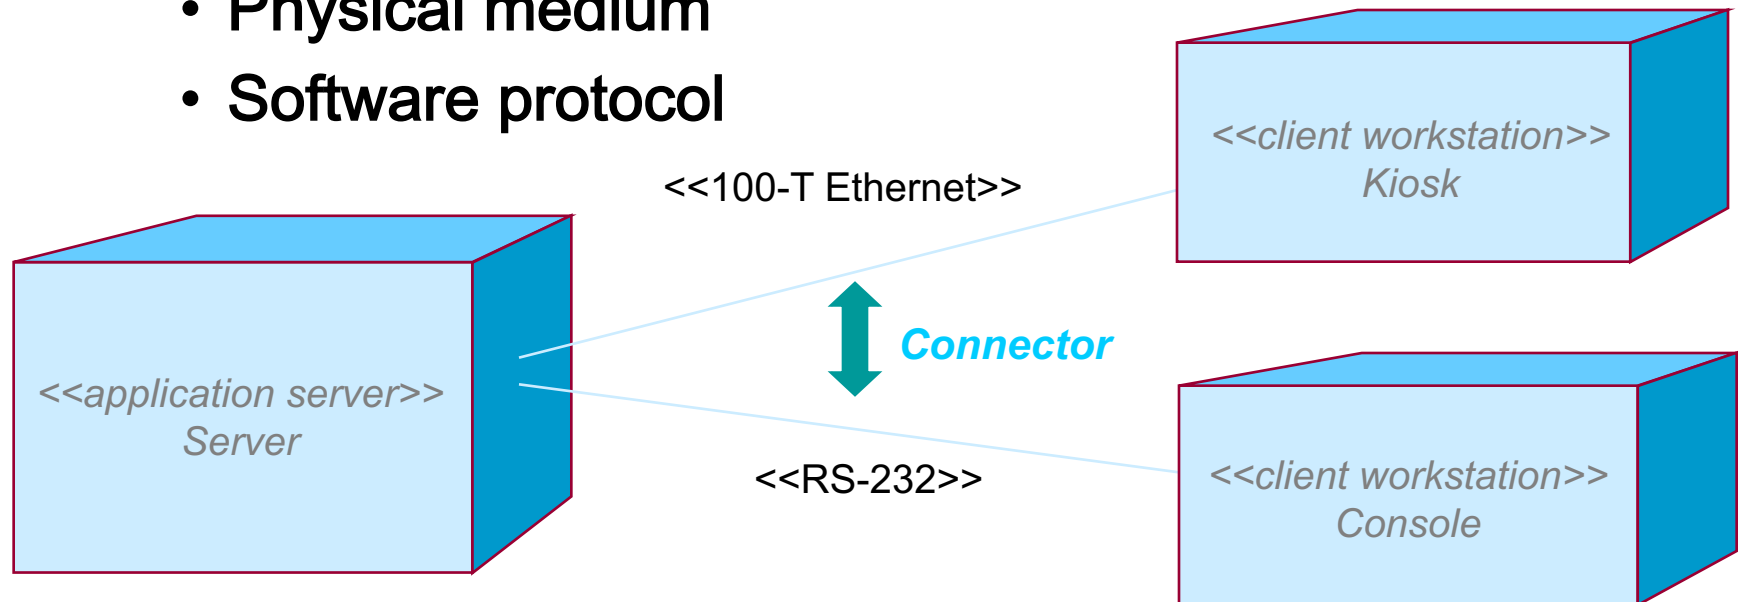 • Physical medium
• Software protocol
<<client workstation>>
Kiosk
<<100-T Ethernet>>
Connector
<<application server>>
Server
<<RS-232>>
<<client workstation>>
Console